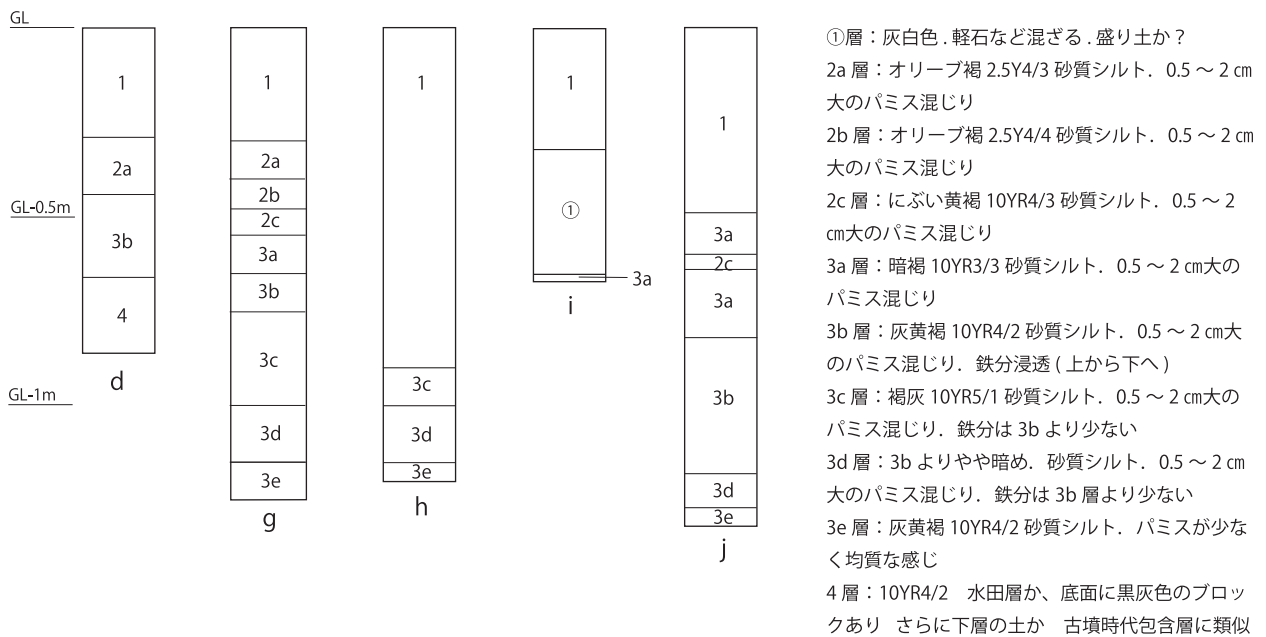 GL
GL-0.5m
GL-1m
1
2a
3b
4
d
1
2a
2b
2c
3a
3b
3c
3d
3e
g
1
3c
3d
3e
h
1
①
3a
i
1
3a
2c
3a
3b
3d
3e
j
①層：灰白色 . 軽石など混ざる . 盛り土か？
2a 層：オリーブ褐 2.5Y4/3 砂質シルト．0.5 ～ 2 ㎝
大のパミス混じり
2b 層：オリーブ褐 2.5Y4/4 砂質シルト．0.5 ～ 2 ㎝
大のパミス混じり
2c 層：にぶい黄褐 10YR4/3 砂質シルト．0.5 ～ 2
㎝大のパミス混じり
3a 層：暗褐 10YR3/3 砂質シルト．0.5 ～ 2 ㎝大の
パミス混じり
3b 層：灰黄褐 10YR4/2 砂質シルト．0.5 ～ 2 ㎝大
のパミス混じり．鉄分浸透 ( 上から下へ )
3c 層：褐灰 10YR5/1 砂質シルト．0.5 ～ 2 ㎝大の
パミス混じり．鉄分は 3b より少ない
3d 層：3b よりやや暗め．砂質シルト．0.5 ～ 2 ㎝
大のパミス混じり．鉄分は 3b 層より少ない
3e 層：灰黄褐 10YR4/2 砂質シルト．パミスが少な
く均質な感じ
4 層：10YR4/2　水田層か、底面に黒灰色のブロッ
クあり　さらに下層の土か　古墳時代包含層に類似